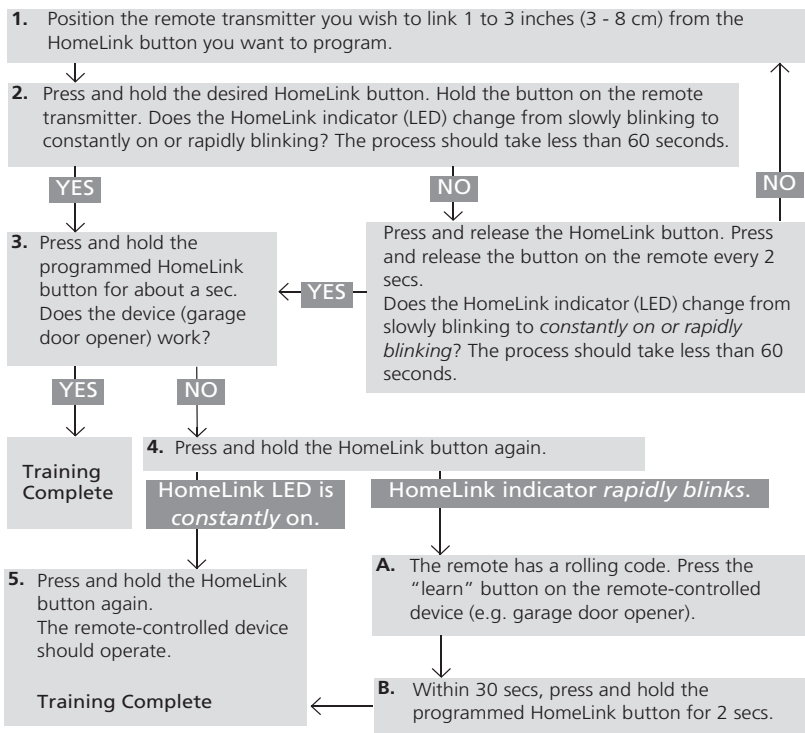 1. Position the remote transmitter you wish to link 1 to 3 inches (3 - 8 cm) from the
HomeLink button you want to program.
2. Press and hold the desired HomeLink button. Hold the button on the remote
transmitter. Does the HomeLink indicator (LED) change from slowly blinking to
constantly on or rapidly blinking? The process should take less than 60 seconds.
YES
NO
NO
3. Press and hold the
programmed HomeLink
button for about a sec.
Does the device (garage
door opener) work?
YES
Press and release the HomeLink button. Press
and release the button on the remote every 2
secs.
Does the HomeLink indicator (LED) change from
slowly blinking to constantly on or rapidly
blinking? The process should take less than 60
seconds.
YES
NO
Training
Complete
4. Press and hold the HomeLink button again.
HomeLink LED is
constantly on.
HomeLink indicator rapidly blinks.
5. Press and hold the HomeLink
button again.
The remote-controlled device
should operate.
Training Complete
A. The remote has a rolling code. Press the
“learn” button on the remote-controlled
device (e.g. garage door opener).
B. Within 30 secs, press and hold the
programmed HomeLink button for 2 secs.